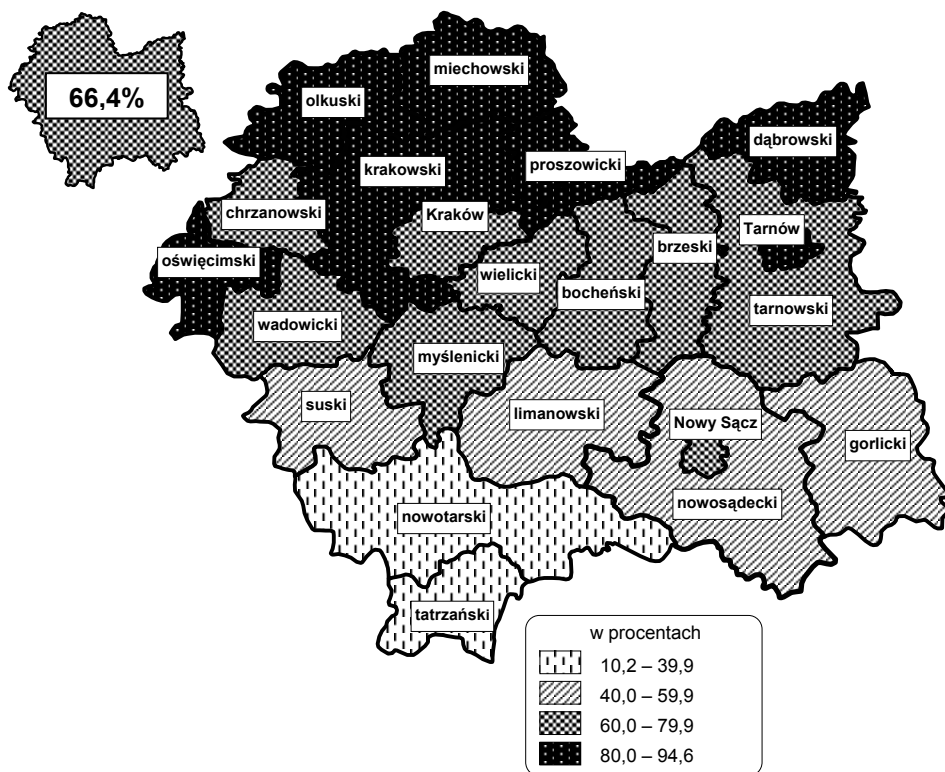 66,4%
miechowski
olkuski
dąbrowski
krakowski
proszowicki
chrzanowski
Kraków
Tarnów
brzeski
oświęcimski
wielicki
bocheński
tarnowski
wadowicki
myślenicki
suski
limanowski
Nowy Sącz
gorlicki
nowosądecki
nowotarski
tatrzański
w procentach
10,2 – 39,9
40,0 – 59,9
60,0 – 79,9
80,0 – 94,6